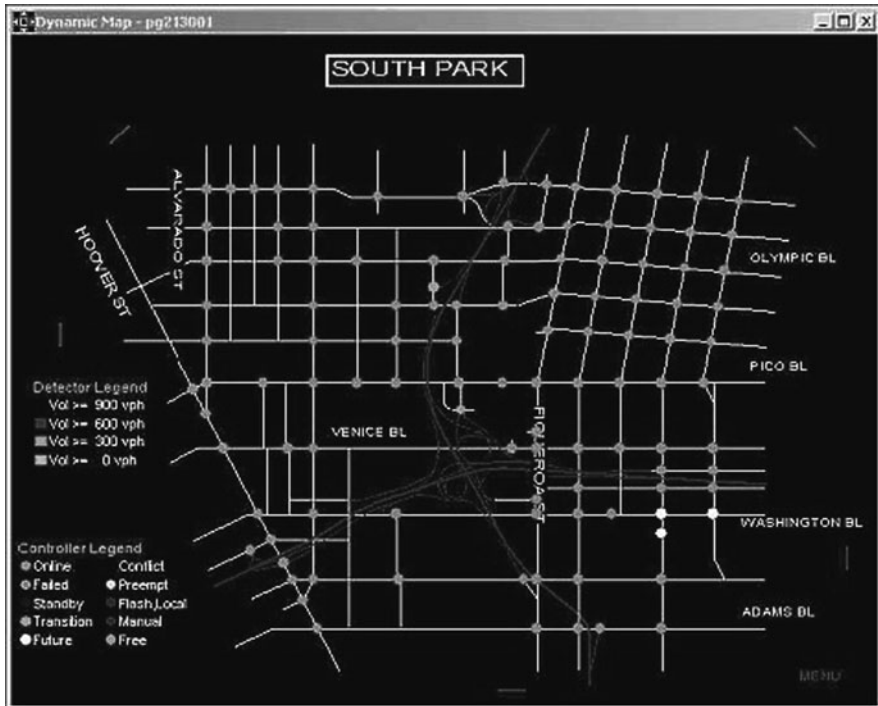 Dynamic Map - pg213001
SOUTH PARK
ALVARADO ST
HOOVER ST
OLYMPIC BL
PICO BL
Detector Legend
Vol >= 900 vph
Vol >= 600 vph
Vol >= 300 vph
Vol >= 0 vph
VENICE BL
FIGUEROA ST
WASHINGTON BL
Controller Legend
Online Conflict
Failed Preempt
Standby Flash,Local
Transition Manual
Future Free
ADAMS BL
MENU